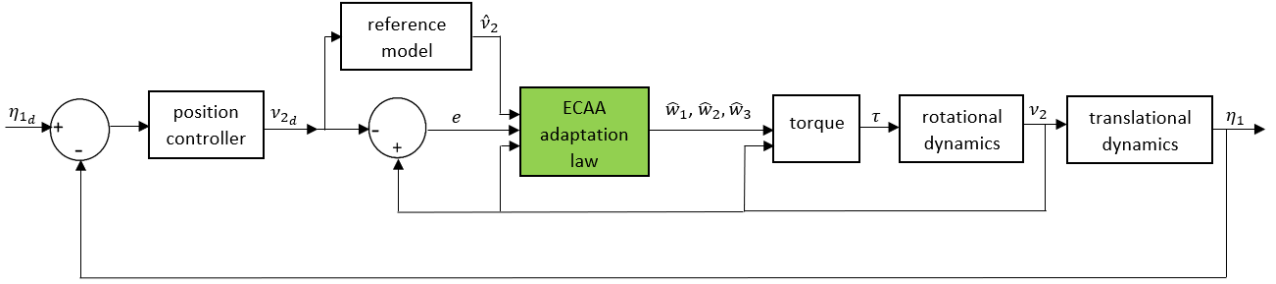 reference
model
ν̂₂
η₁d
+
-
position
controller
ν₂d
-
+
e
ECAA
adaptation
law
ŵ₁, ŵ₂, ŵ₃
torque
τ
rotational
dynamics
ν₂
translational
dynamics
η₁